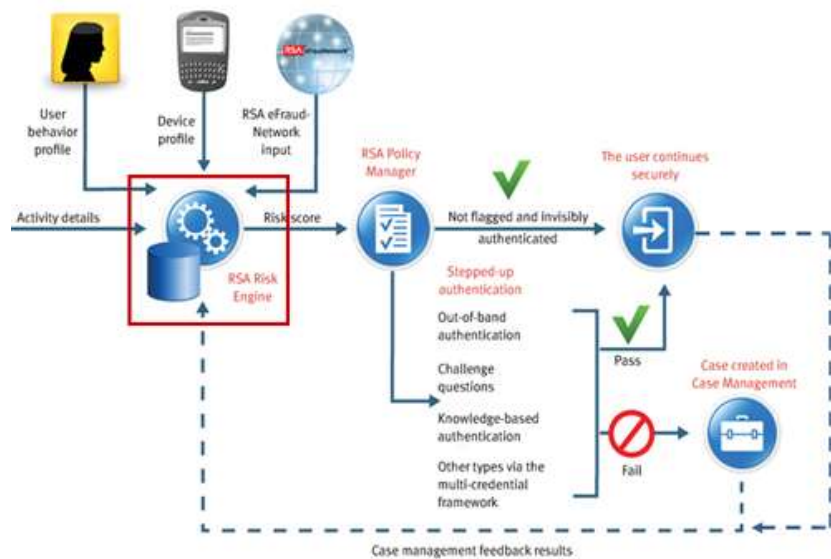 RSA eFraudNetwork
User
behavior
profile
Device
profile
RSA eFraud-
Network
input
RSA Policy
Manager
The user continues
securely
Activity details
Risk score
Not flagged and invisibly
authenticated
RSA Risk
Engine
Stepped-up
authentication
Out-of-band
authentication
Challenge
questions
Knowledge-based
authentication
Other types via the
multi-credential
framework
Pass
Fail
Case created in
Case Management
Case management feedback results